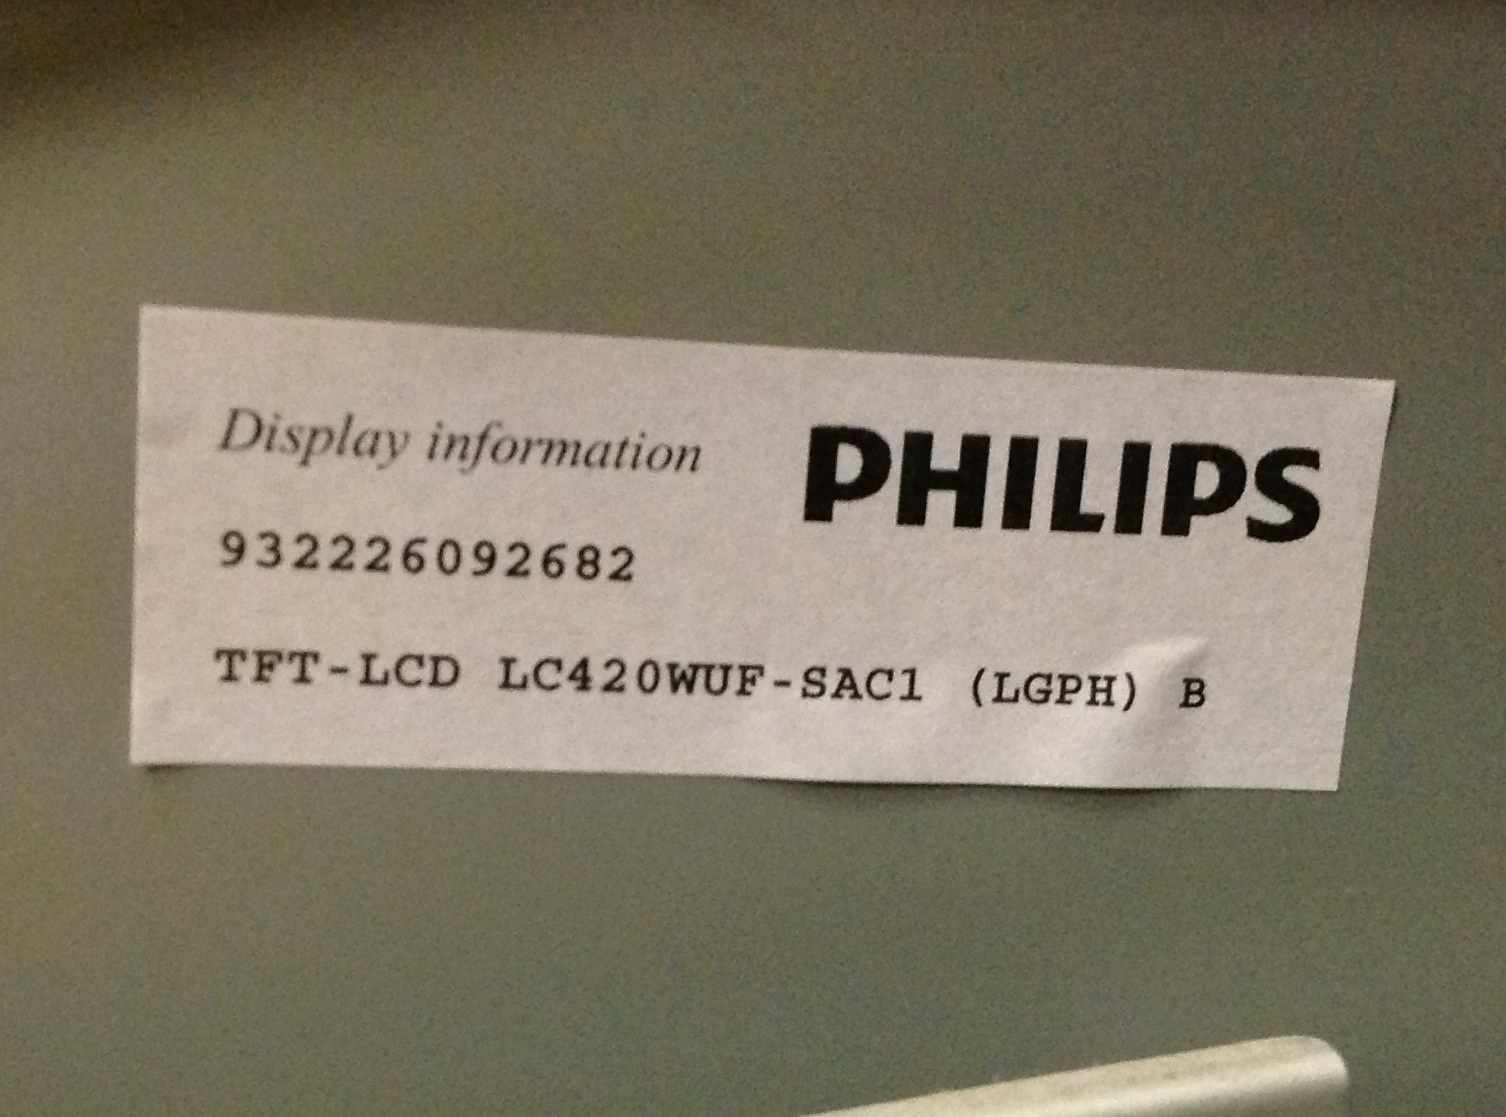 Display information
PHILIPS
932226092682
TFT-LCD LC420WUF-SAC1 (LGPH) B